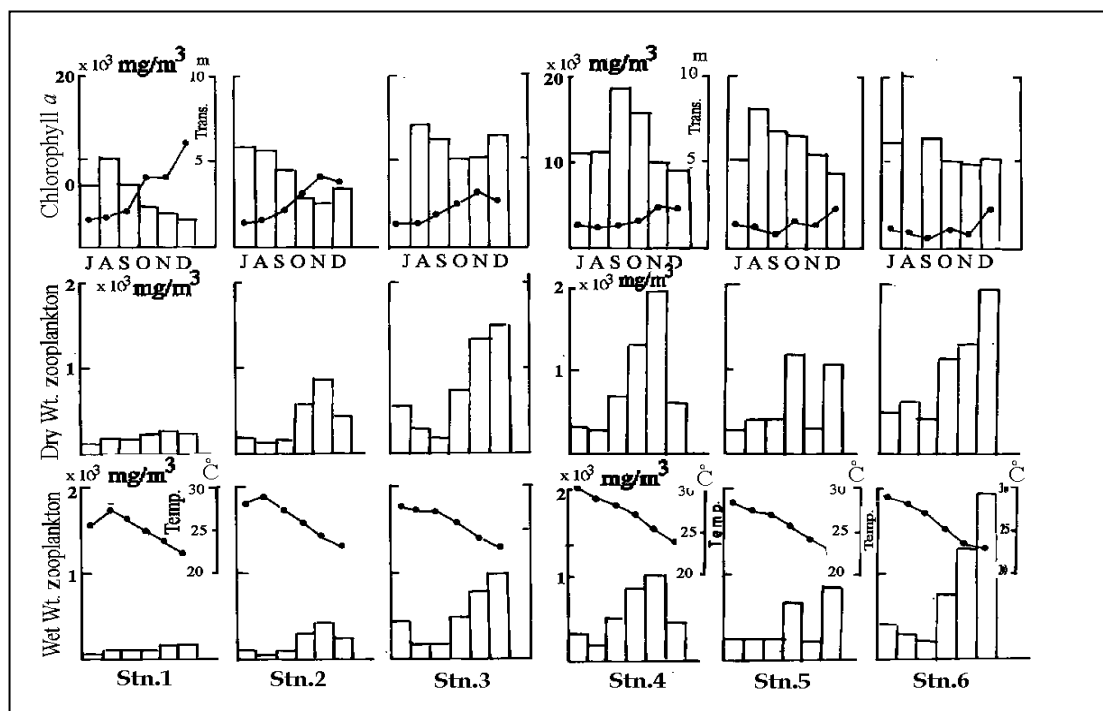 x 10³ mg/m³ m x 10³ mg/m³ m
20 10 20 10
Chlorophyll a Trans. Trans.
5 10 5
0
J A S O N D J A S O N D J A S O N D J A S O N D J A S O N D J A S O N D
x 10³ mg/m³ x 10³ mg/m³
2 2
Dry Wt. zooplankton
1 1
x 10³ mg/m³ °C x 10³ mg/m³ °C °C
2 30 2 30 30
Wet Wt. zooplankton Temp. Temp. Temp.
25 25 25 25
1 20 1 20 20
Stn.1 Stn.2 Stn.3 Stn.4 Stn.5 Stn.6